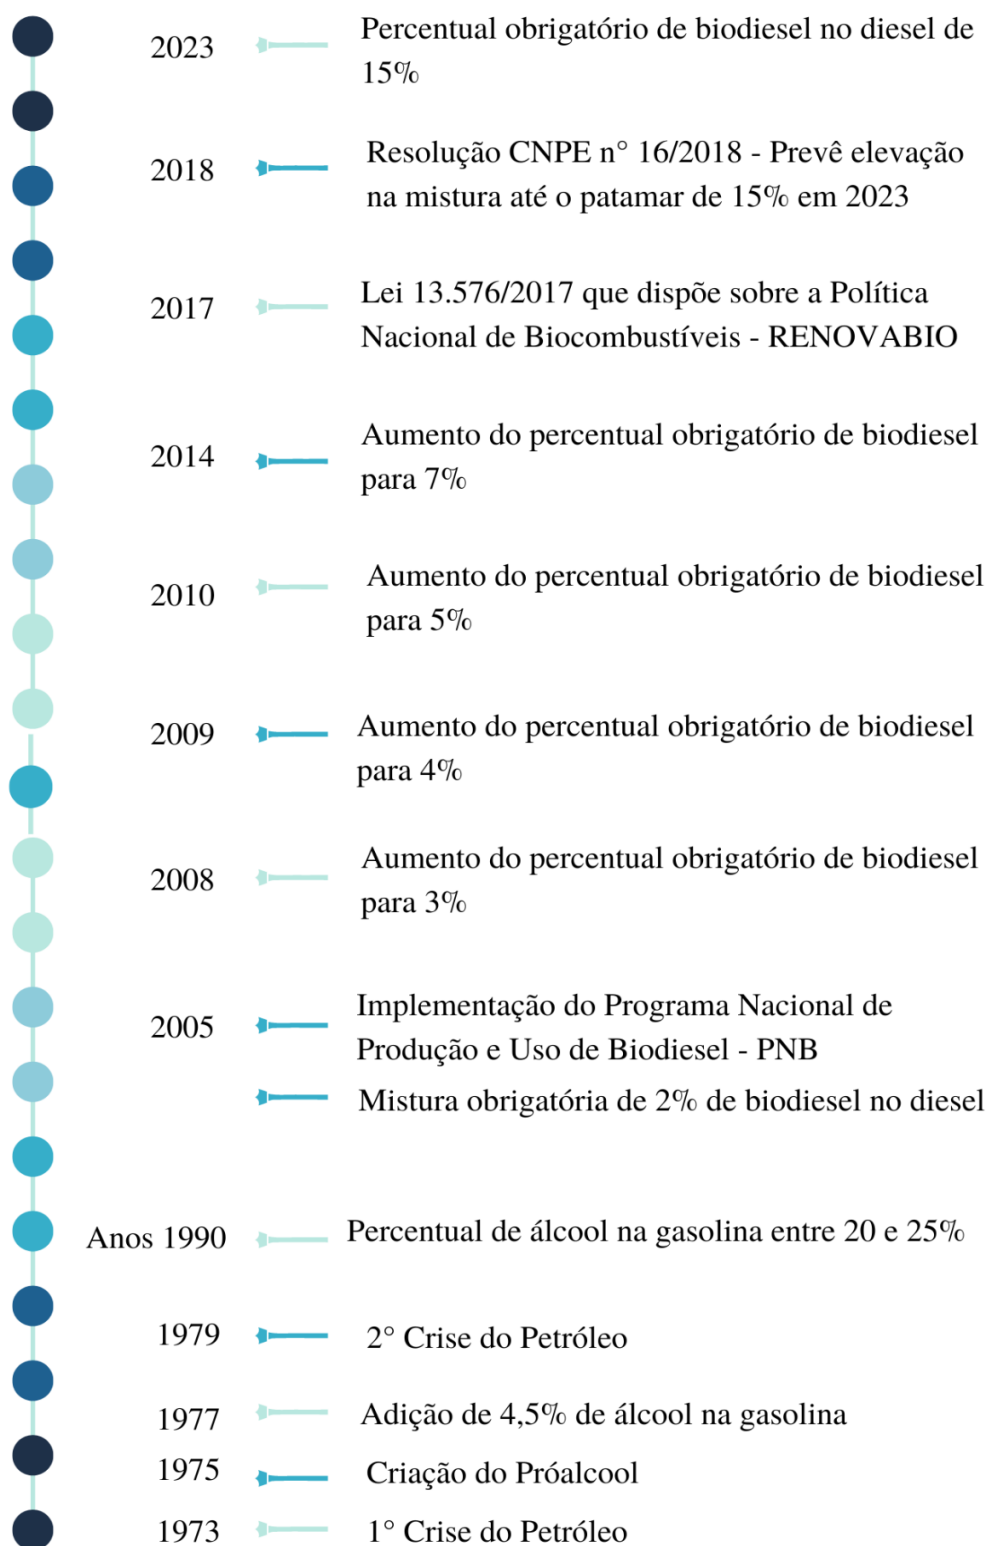 2023
Percentual obrigatório de biodiesel no diesel de
15%
2018
Resolução CNPE n° 16/2018 - Prevê elevação
na mistura até o patamar de 15% em 2023
2017
Lei 13.576/2017 que dispõe sobre a Política
Nacional de Biocombustíveis - RENOVABIO
2014
Aumento do percentual obrigatório de biodiesel
para 7%
2010
Aumento do percentual obrigatório de biodiesel
para 5%
2009
Aumento do percentual obrigatório de biodiesel
para 4%
2008
Aumento do percentual obrigatório de biodiesel
para 3%
2005
Implementação do Programa Nacional de
Produção e Uso de Biodiesel - PNB
Mistura obrigatória de 2% de biodiesel no diesel
Anos 1990
Percentual de álcool na gasolina entre 20 e 25%
1979
2° Crise do Petróleo
1977
Adição de 4,5% de álcool na gasolina
1975
Criação do Próalcool
1973
1° Crise do Petróleo